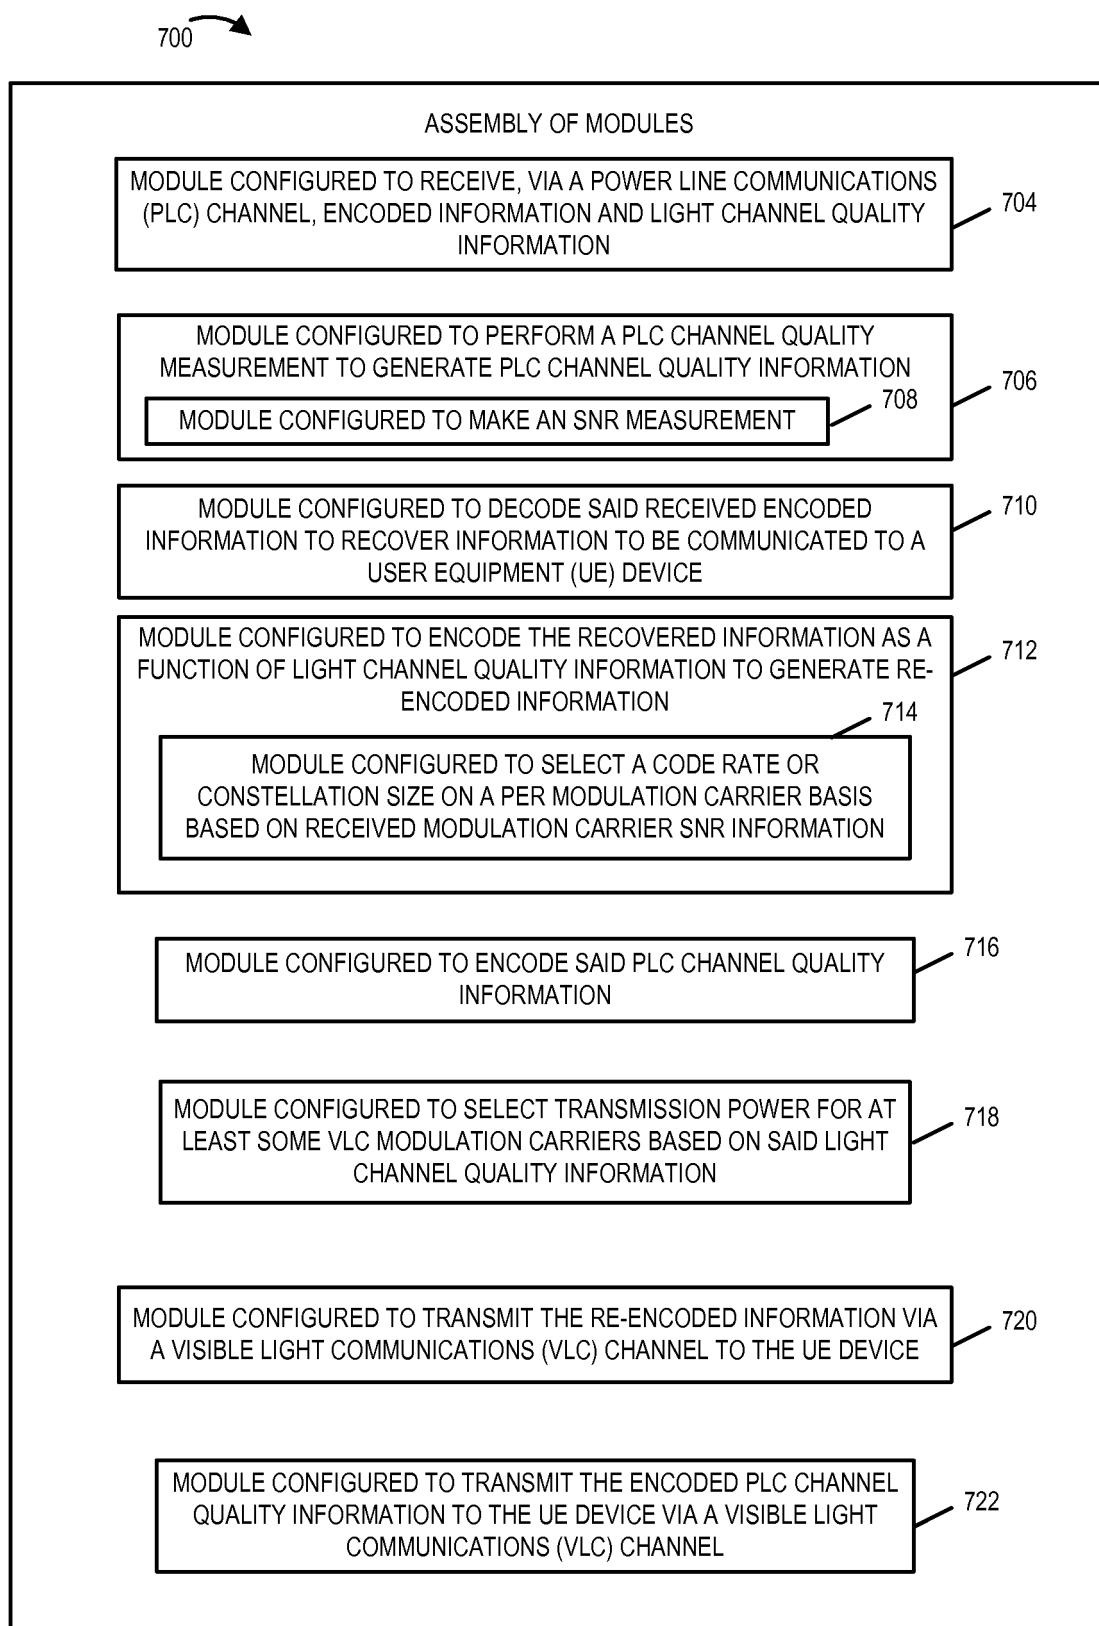 700
ASSEMBLY OF MODULES
MODULE CONFIGURED TO RECEIVE, VIA A POWER LINE COMMUNICATIONS
(PLC) CHANNEL, ENCODED INFORMATION AND LIGHT CHANNEL QUALITY
INFORMATION
704
MODULE CONFIGURED TO PERFORM A PLC CHANNEL QUALITY
MEASUREMENT TO GENERATE PLC CHANNEL QUALITY INFORMATION
706
708
MODULE CONFIGURED TO MAKE AN SNR MEASUREMENT
MODULE CONFIGURED TO DECODE SAID RECEIVED ENCODED
INFORMATION TO RECOVER INFORMATION TO BE COMMUNICATED TO A
USER EQUIPMENT (UE) DEVICE
710
MODULE CONFIGURED TO ENCODE THE RECOVERED INFORMATION AS A
FUNCTION OF LIGHT CHANNEL QUALITY INFORMATION TO GENERATE RE-
ENCODED INFORMATION
712
714
MODULE CONFIGURED TO SELECT A CODE RATE OR
CONSTELLATION SIZE ON A PER MODULATION CARRIER BASIS
BASED ON RECEIVED MODULATION CARRIER SNR INFORMATION
MODULE CONFIGURED TO ENCODE SAID PLC CHANNEL QUALITY
INFORMATION
716
MODULE CONFIGURED TO SELECT TRANSMISSION POWER FOR AT
LEAST SOME VLC MODULATION CARRIERS BASED ON SAID LIGHT
CHANNEL QUALITY INFORMATION
718
MODULE CONFIGURED TO TRANSMIT THE RE-ENCODED INFORMATION VIA
A VISIBLE LIGHT COMMUNICATIONS (VLC) CHANNEL TO THE UE DEVICE
720
MODULE CONFIGURED TO TRANSMIT THE ENCODED PLC CHANNEL
QUALITY INFORMATION TO THE UE DEVICE VIA A VISIBLE LIGHT
COMMUNICATIONS (VLC) CHANNEL
722